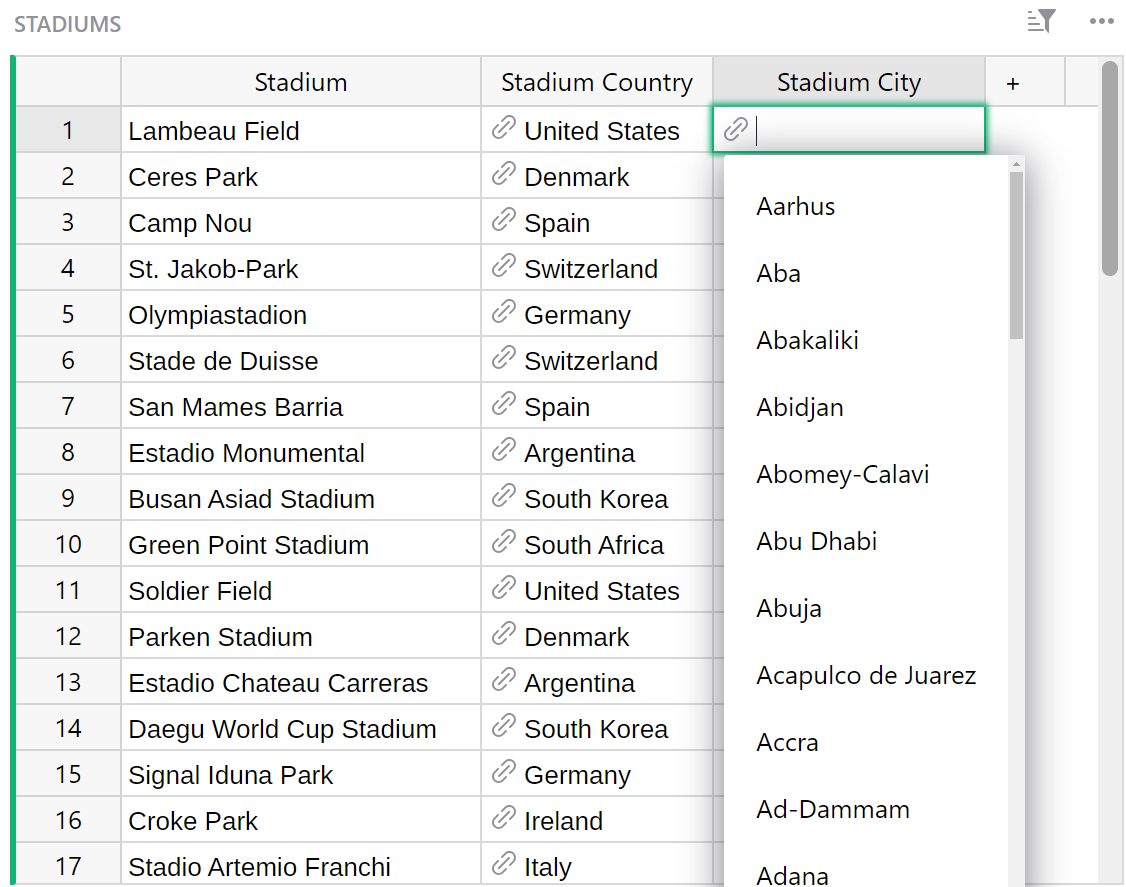 STADIUMS
Stadium Stadium Country Stadium City +
1 Lambeau Field United States
2 Ceres Park Denmark
Aarhus
3 Camp Nou Spain
4 St. Jakob-Park Switzerland
Aba
5 Olympiastadion Germany
Abakaliki
6 Stade de Duisse Switzerland
7 San Mames Barria Spain
Abidjan
8 Estadio Monumental Argentina
Abomey-Calavi
9 Busan Asiad Stadium South Korea
10 Green Point Stadium South Africa
Abu Dhabi
11 Soldier Field United States
Abuja
12 Parken Stadium Denmark
13 Estadio Chateau Carreras Argentina
Acapulco de Juarez
14 Daegu World Cup Stadium South Korea
Accra
15 Signal Iduna Park Germany
Ad-Dammam
16 Croke Park Ireland
17 Stadio Artemio Franchi Italy
Adana